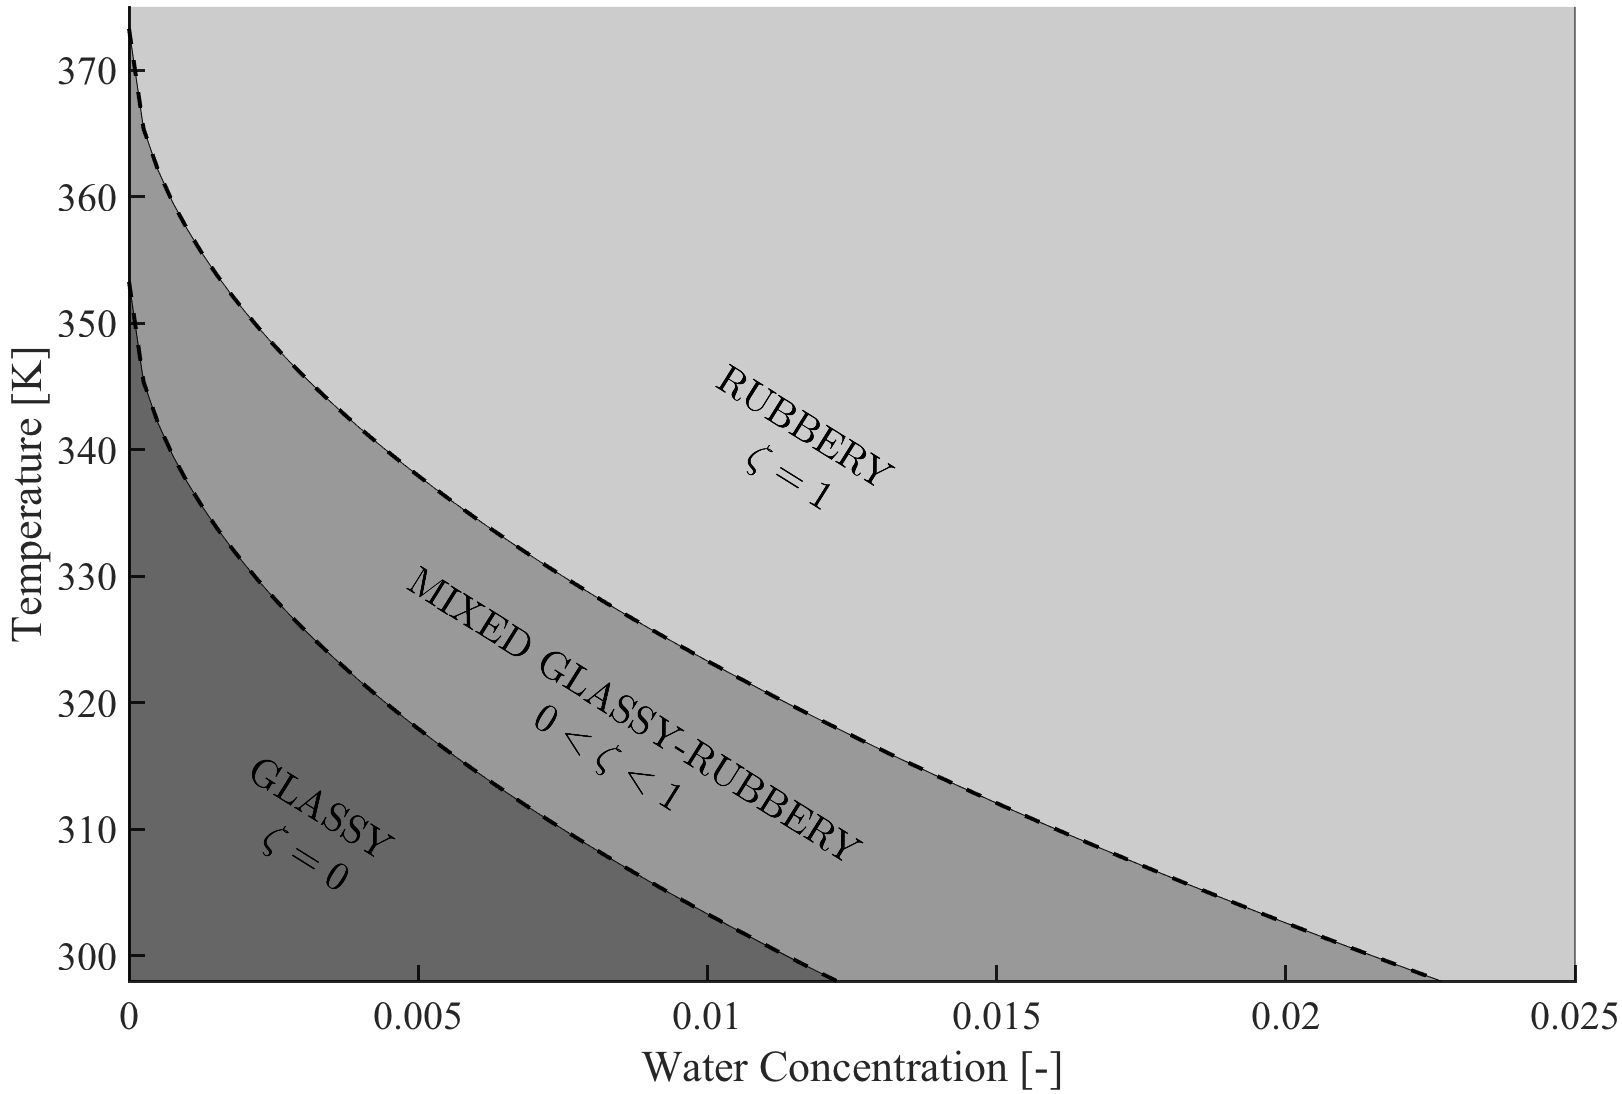 370
360
350
340
330
320
310
300
Temperature [K]
RUBBERY
ζ = 1
MIXED GLASSY-RUBBERY
0 < ζ < 1
GLASSY
ζ = 0
0
0.005
0.01
0.015
0.02
0.025
Water Concentration [-]